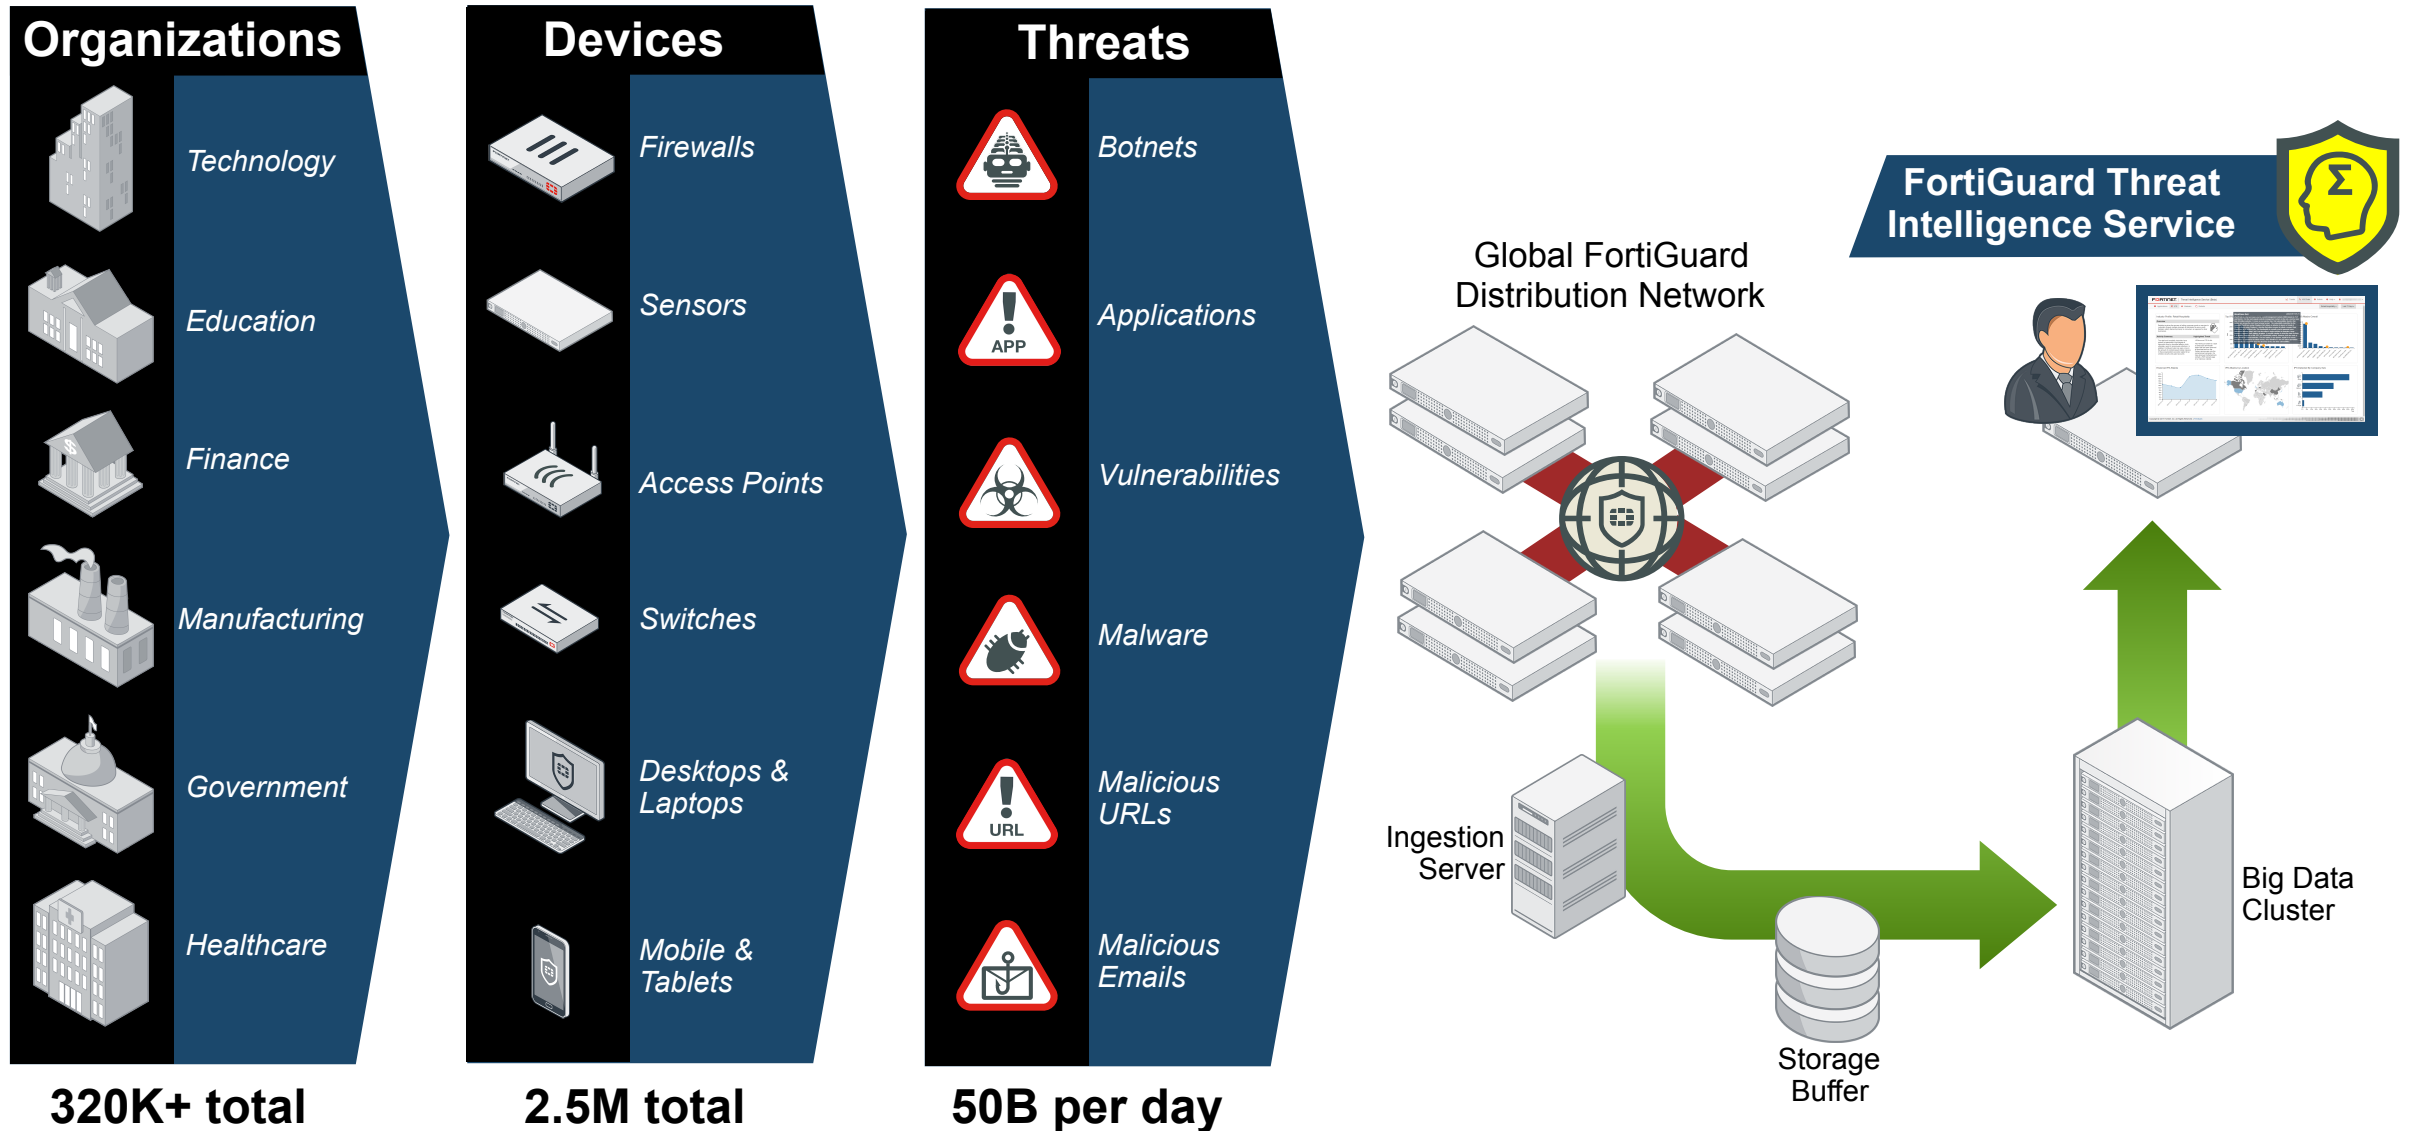 Organizations
Technology
Education
Finance
Manufacturing
Government
Healthcare
320K+ total
Devices
Firewalls
Sensors
Access Points
Switches
Desktops &
Laptops
Mobile &
Tablets
2.5M total
Threats
Botnets
APP
Applications
Vulnerabilities
Malware
URL
Malicious
URLs
Malicious
Emails
50B per day
Global FortiGuard
Distribution Network
FortiGuard Threat
Intelligence Service
Σ
FORTINET
Ingestion
Server
Storage
Buffer
Big Data
Cluster